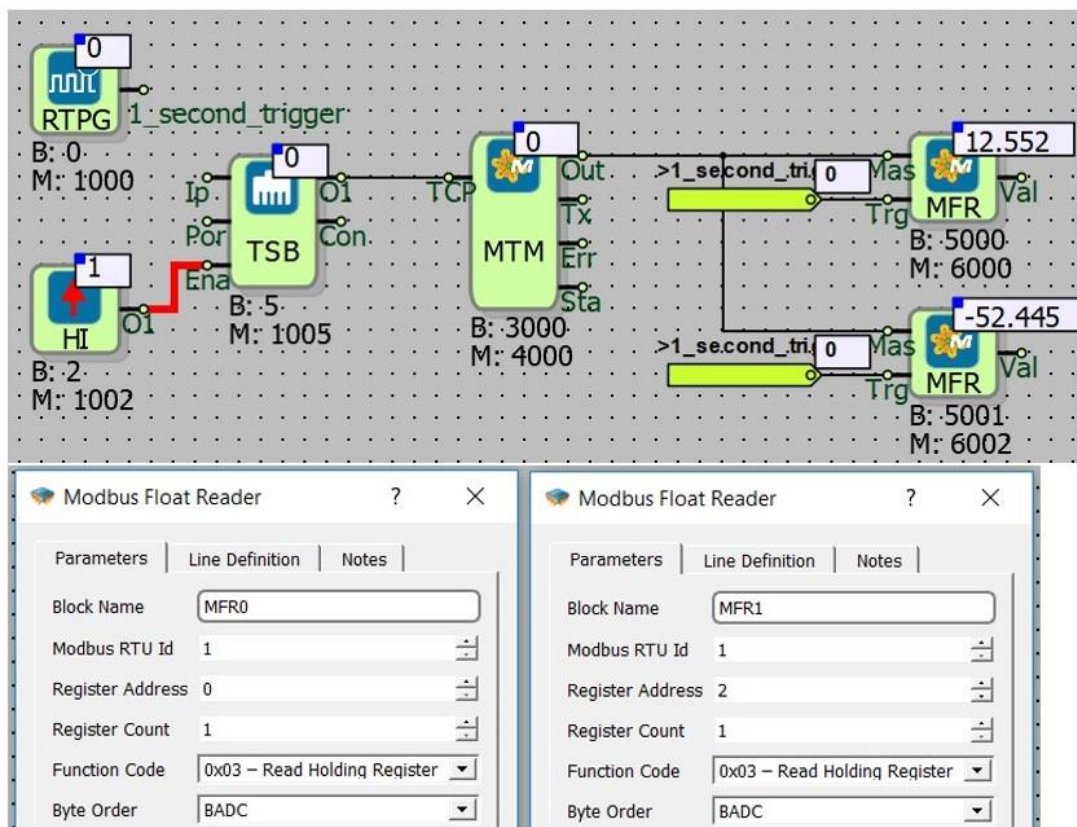 0
RTPG
1_second_trigger
B: 0
M: 1000
1
HI
O1
B: 2
M: 1002
0
Ip
Por
Ena
TSB
O1
Con
B: 5
M: 1005
0
TCP
MTM
Out
Tx
Err
Sta
B: 3000
M: 4000
>1_second_tri
0
Mas
Trg
12.552
MFR
Val
B: 5000
M: 6000
>1_second_tri
0
Mas
Trg
-52.445
MFR
Val
B: 5001
M: 6002
Modbus Float Reader ? ×
Parameters Line Definition Notes
Block Name MFR0
Modbus RTU Id 1
Register Address 0
Register Count 1
Function Code 0x03 – Read Holding Register
Byte Order BADC
Modbus Float Reader ? ×
Parameters Line Definition Notes
Block Name MFR1
Modbus RTU Id 1
Register Address 2
Register Count 1
Function Code 0x03 – Read Holding Register
Byte Order BADC